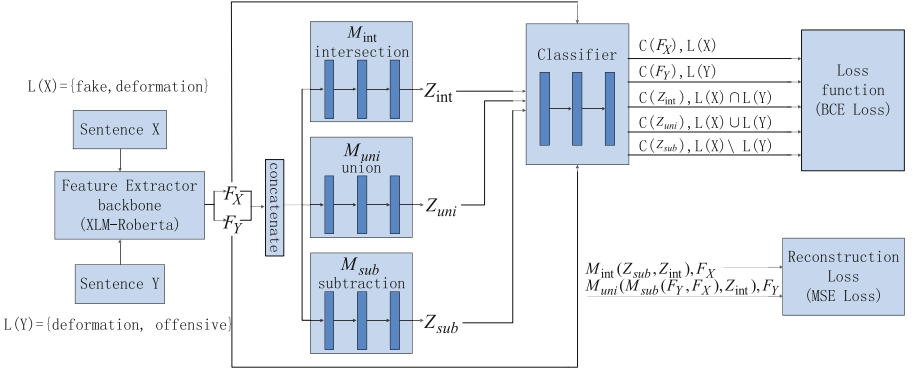 L(X)={fake,deformation}
Sentence X
Feature Extractor
backbone
(XLM-Roberta)
Sentence Y
L(Y)={deformation, offensive}
F_X
F_Y
concatenate
M_int
intersection
Z_int
M_uni
union
Z_uni
M_sub
subtraction
Z_sub
Classifier
C(F_X),L(X)
C(F_Y),L(Y)
C(Z_int),L(X)∩L(Y)
C(Z_uni),L(X)∪L(Y)
C(Z_sub),L(X)\ L(Y)
Loss
function
(BCE Loss)
M_int(Z_sub,Z_int),F_X
M_uni(M_sub(F_Y,F_X),Z_int),F_Y
Reconstruction
Loss
(MSE Loss)